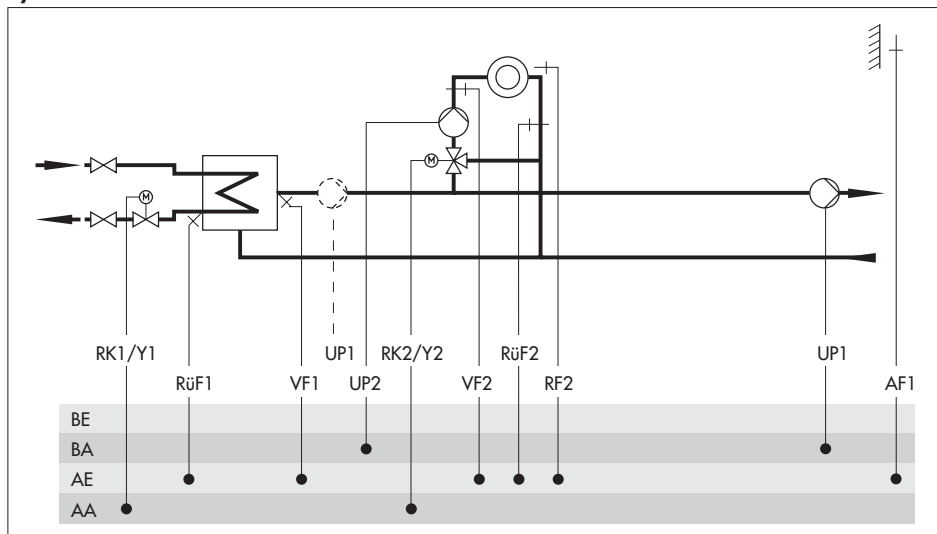 M
M
RK1/Y1
UP1
RK2/Y2
RüF2
UP1
RüF1
VF1
UP2
VF2
RF2
AF1
BE
BA
AE
AA